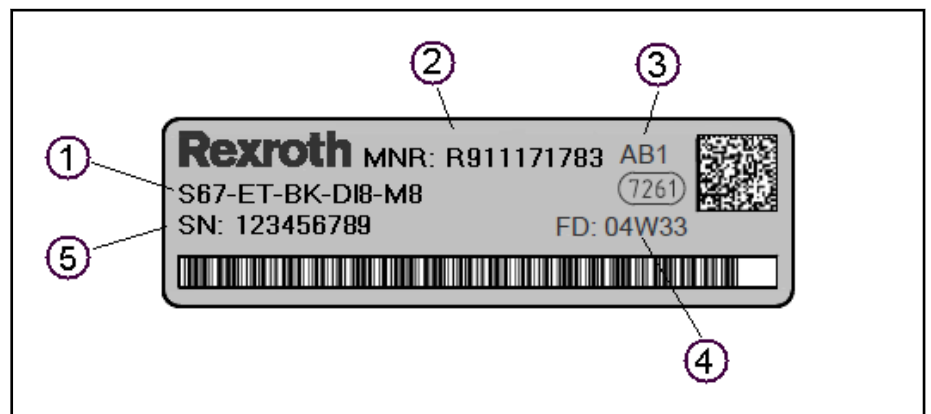 2 3
1 Rexroth MNR: R911171783 AB1
S67-ET-BK-DI8-M8 7261
5 SN: 123456789 FD: 04W33
4